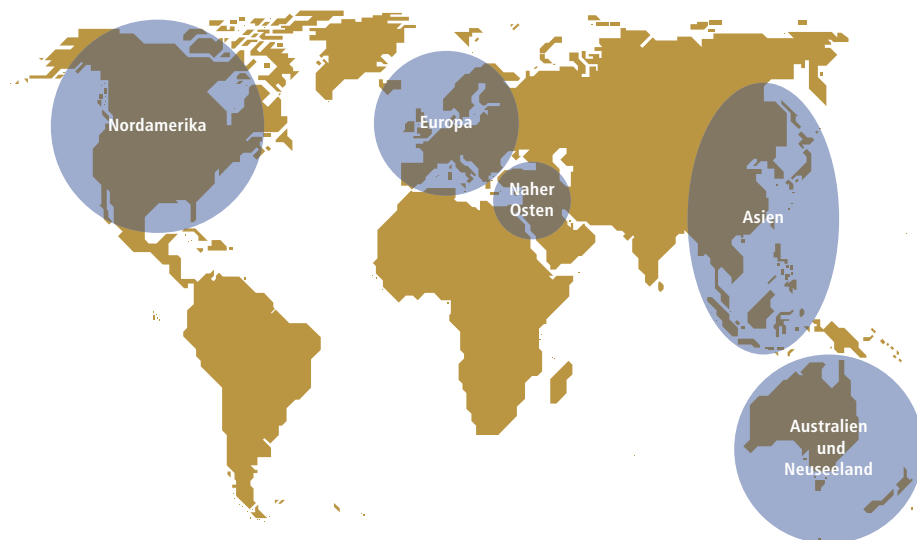 Nordamerika
Europa
Naher
Osten
Asien
Australien
und
Neuseeland